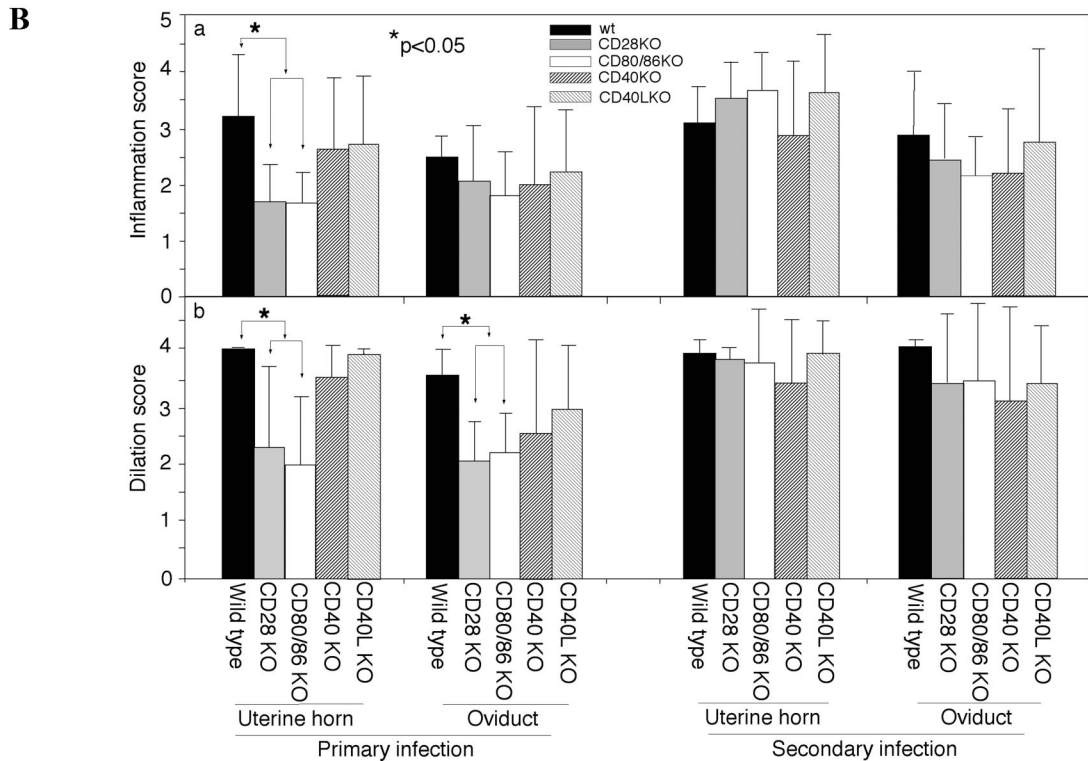 B
a
*
*p<0.05
wt
CD28KO
CD80/86KO
CD40KO
CD40LKO
Inflammation score
5
4
3
2
1
0
b
*
*
Dilation score
4
3
2
1
0
Wild type
CD28 KO
CD80/86 KO
CD40 KO
CD40L KO
Wild type
CD28 KO
CD80/86 KO
CD40 KO
CD40L KO
Wild type
CD28 KO
CD80/86 KO
CD40 KO
CD40L KO
Wild type
CD28 KO
CD80/86 KO
CD40 KO
CD40L KO
Uterine horn
Oviduct
Uterine horn
Oviduct
Primary infection
Secondary infection